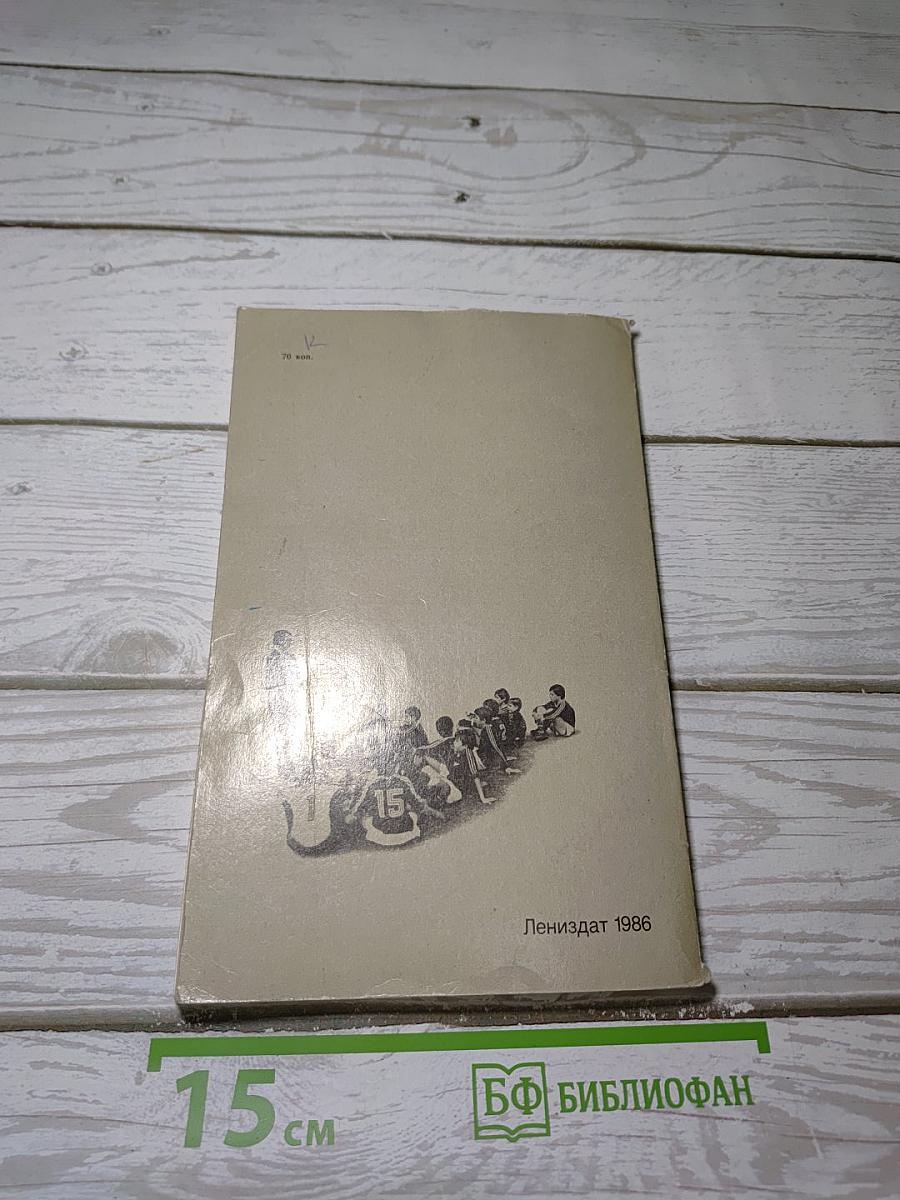 70 коп.
15
Лениздат 1986
15 см
БФ БИБЛИОФАН